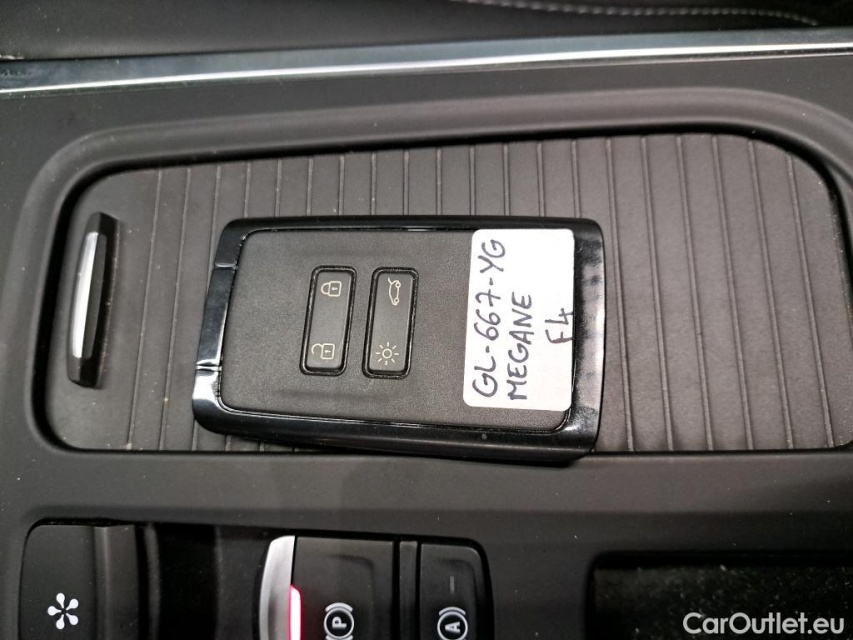 GL-667-YG
MEGANE
F4
P
A
CarOutlet.eu